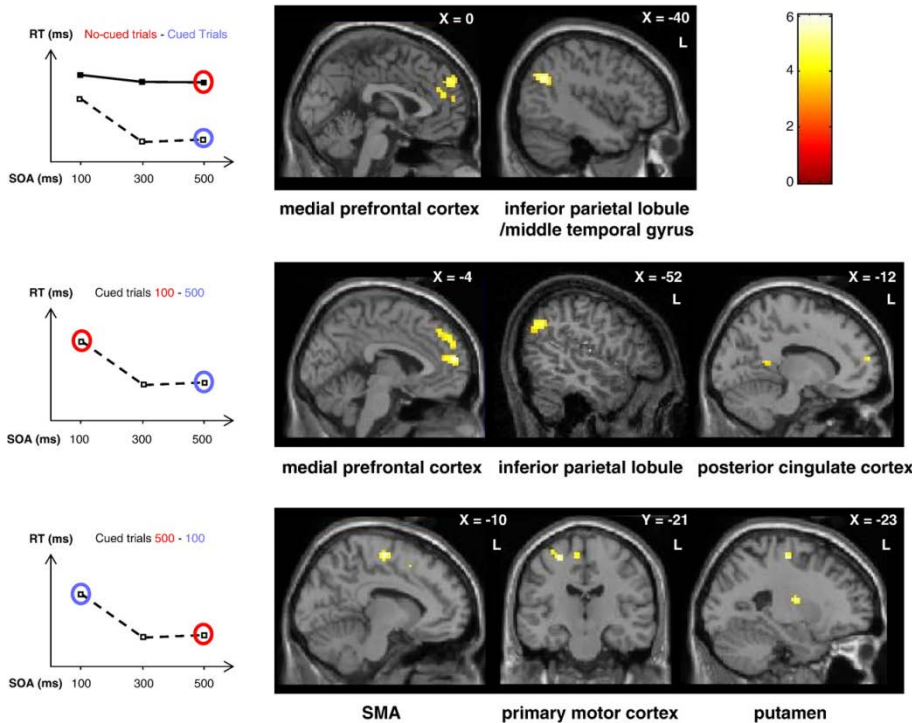 X = 0
X = -40
L
RT (ms)
No-cued trials - Cued Trials
SOA (ms)
100
300
500
6
4
2
0
medial prefrontal cortex
inferior parietal lobule
/middle temporal gyrus
X = -4
X = -52
L
X = -12
L
RT (ms)
Cued trials 100 - 500
SOA (ms)
100
300
500
medial prefrontal cortex
inferior parietal lobule
posterior cingulate cortex
X = -10
L
Y = -21
L
X = -23
L
RT (ms)
Cued trials 500 - 100
SOA (ms)
100
300
500
SMA
primary motor cortex
putamen